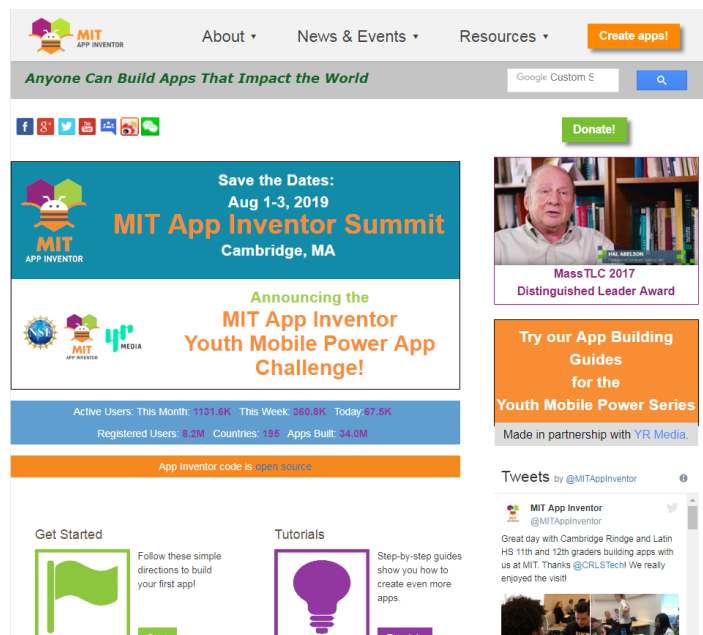 MIT
APP INVENTOR
About
News & Events
Resources
Create apps!
Anyone Can Build Apps That Impact the World
Google Custom S
Donate!
MIT
APP INVENTOR
Save the Dates:
Aug 1-3, 2019
MIT App Inventor Summit
Cambridge, MA
NSF
MIT
APP INVENTOR
yr
MEDIA
Announcing the
MIT App Inventor
Youth Mobile Power App
Challenge!
Active Users: This Month: 1131.6K This Week: 360.8K Today:67.5K
Registered Users: 8.2M Countries: 195 Apps Built: 34.0M
App Inventor code is open source
Get Started
Follow these simple
directions to build
your first app!
Tutorials
Step-by-step guides
show you how to
create even more
apps.
HAL ABELSON
MassTLC 2017
Distinguished Leader Award
Try our App Building
Guides
for the
Youth Mobile Power Series
Made in partnership with YR Media.
Tweets by @MITAppInventor
MIT App Inventor
@MITAppInventor
Great day with Cambridge Rindge and Latin
HS 11th and 12th graders building apps with
us at MIT. Thanks @CRLSTech! We really
enjoyed the visit!